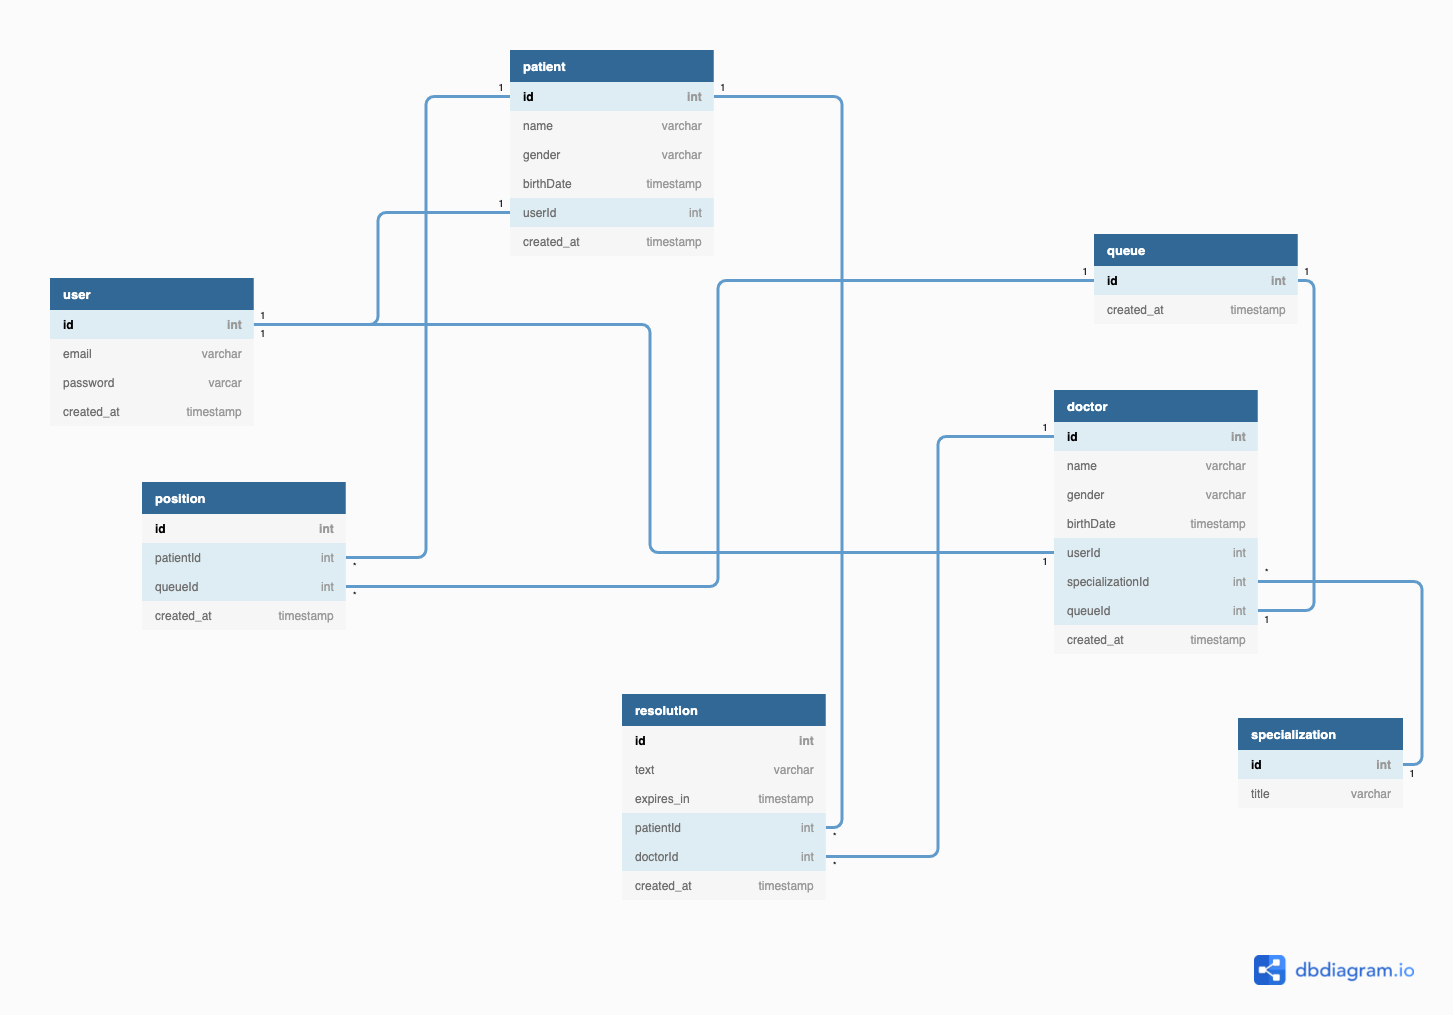 patient
1
id int
1
name varchar
gender varchar
birthDate timestamp
1
userId int
created_at timestamp
queue
1
id int
1
created_at timestamp
user
id int
1
1
email varchar
password varcar
created_at timestamp
doctor
1
id int
name varchar
gender varchar
birthDate timestamp
userId int
1
specializationId int
*
queueId int
1
created_at timestamp
position
id int
patientId int
*
queueId int
*
created_at timestamp
resolution
id int
text varchar
expires_in timestamp
patientId int
*
doctorId int
*
created_at timestamp
specialization
id int
1
title varchar
dbdiagram.io